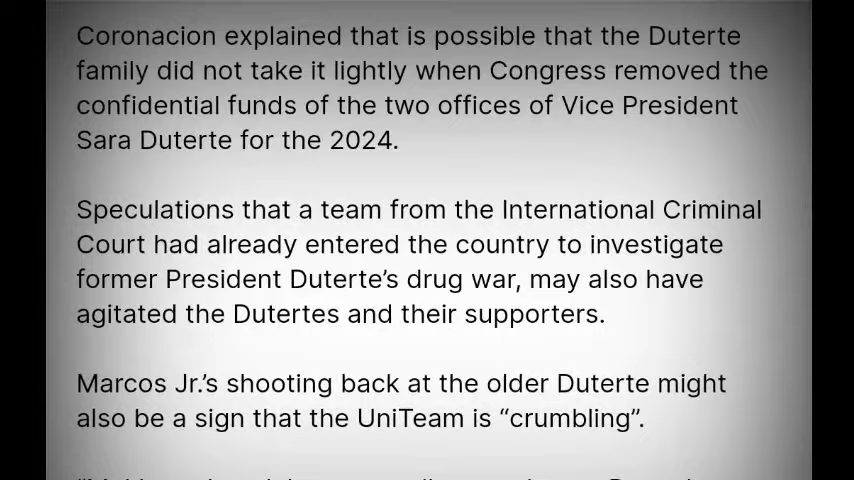 Coronacion explained that is possible that the Duterte
family did not take it lightly when Congress removed the
confidential funds of the two offices of Vice President
Sara Duterte for the 2024.
Speculations that a team from the International Criminal
Court had already entered the country to investigate
former President Duterte’s drug war, may also have
agitated the Dutertes and their supporters.
Marcos Jr.’s shooting back at the older Duterte might
also be a sign that the UniTeam is “crumbling”.